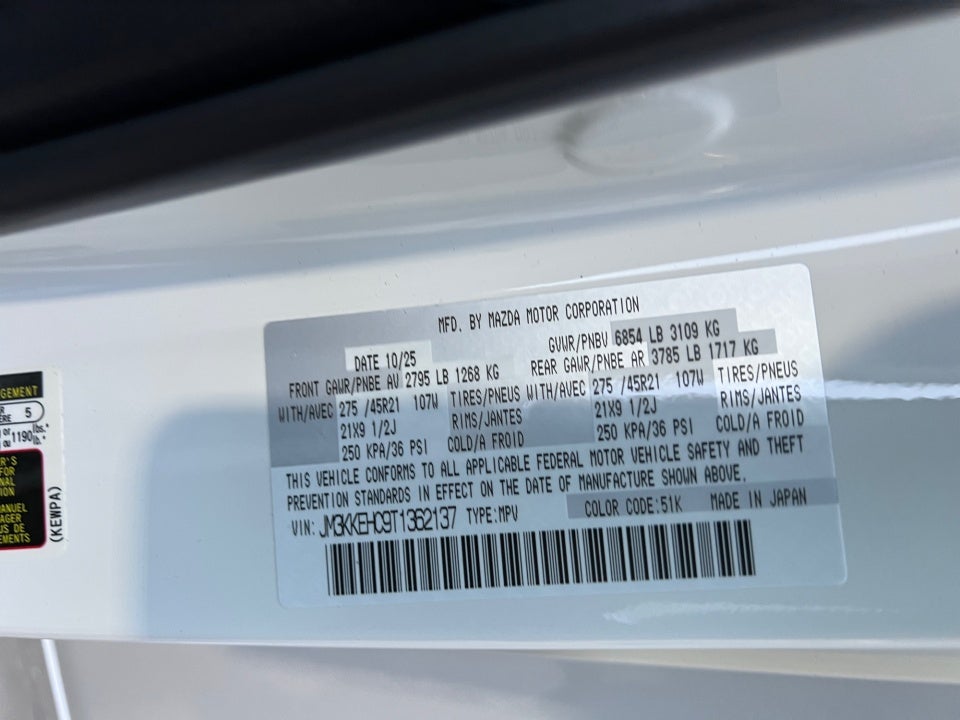 MFD. BY MAZDA MOTOR CORPORATION
DATE 10/25 GVWR/PNBV 6854 LB 3109 KG
FRONT GAWR/PNBE AV 2795 LB 1268 KG REAR GAWR/PNBE AR 3785 LB 1717 KG
WITH/AVEC 275 /45R21 107W TIRES/PNEUS WITH/AVEC 275 /45R21 107W TIRES/PNEUS
21X9 1/2J RIMS/JANTES 21X9 1/2J RIMS/JANTES
250 KPA/36 PSI COLD/A FROID 250 KPA/36 PSI COLD/A FROID
THIS VEHICLE CONFORMS TO ALL APPLICABLE FEDERAL MOTOR VEHICLE SAFETY AND THEFT
PREVENTION STANDARDS IN EFFECT ON THE DATE OF MANUFACTURE SHOWN ABOVE.
VIN: JM3KKEHC9T1362137 TYPE:MPV COLOR CODE:51K MADE IN JAPAN
5
1190
(KEWPA)